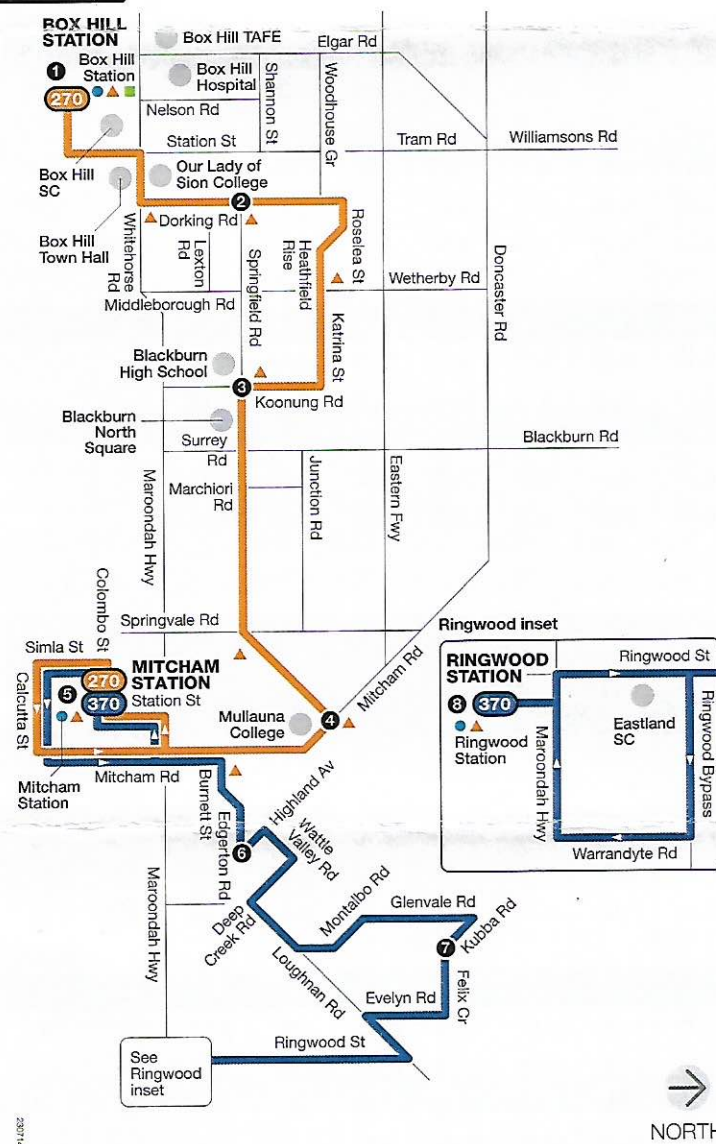 BOX HILL
STATION
1
Box Hill
Station
270
Box Hill TAFE
Elgar Rd
Box Hill
Hospital
Shannon St
Woodhouse Gr
Nelson Rd
Station St
Tram Rd
Williamsons Rd
Box Hill
SC
Our Lady of
Sion College
Box Hill
Town Hall
2
Dorking Rd
Roselea St
Whitehorse
Rd
Lexton
Rd
Springfield Rd
Heathfield
Rise
Wetherby Rd
Doncaster Rd
Middleborough Rd
Katrina St
Blackburn
High School
3
Koonung Rd
Blackburn
North
Square
Surrey
Rd
Blackburn Rd
Maroondah Hwy
Marchiori
Rd
Junction Rd
Eastern Fwy
Colombo St
Springvale Rd
Mitcham Rd
Simla St
Calcutta St
MITCHAM
STATION
5
270
370
Station St
Mullauna
College
4
Mitcham
Station
Mitcham Rd
Burnett St
Edgerton Rd
Highland Av
6
Wattle
Valley Rd
Maroondah Hwy
Deep
Creek Rd
Montalbo Rd
Glenvale Rd
Kubba Rd
7
Loughnan Rd
Felix Cr
Evelyn Rd
Ringwood St
See
Ringwood
inset
Ringwood inset
RINGWOOD
STATION
8
370
Ringwood
Station
Ringwood St
Eastland
SC
Maroondah Hwy
Ringwood Bypass
Warrandyte Rd
NORTH
230714